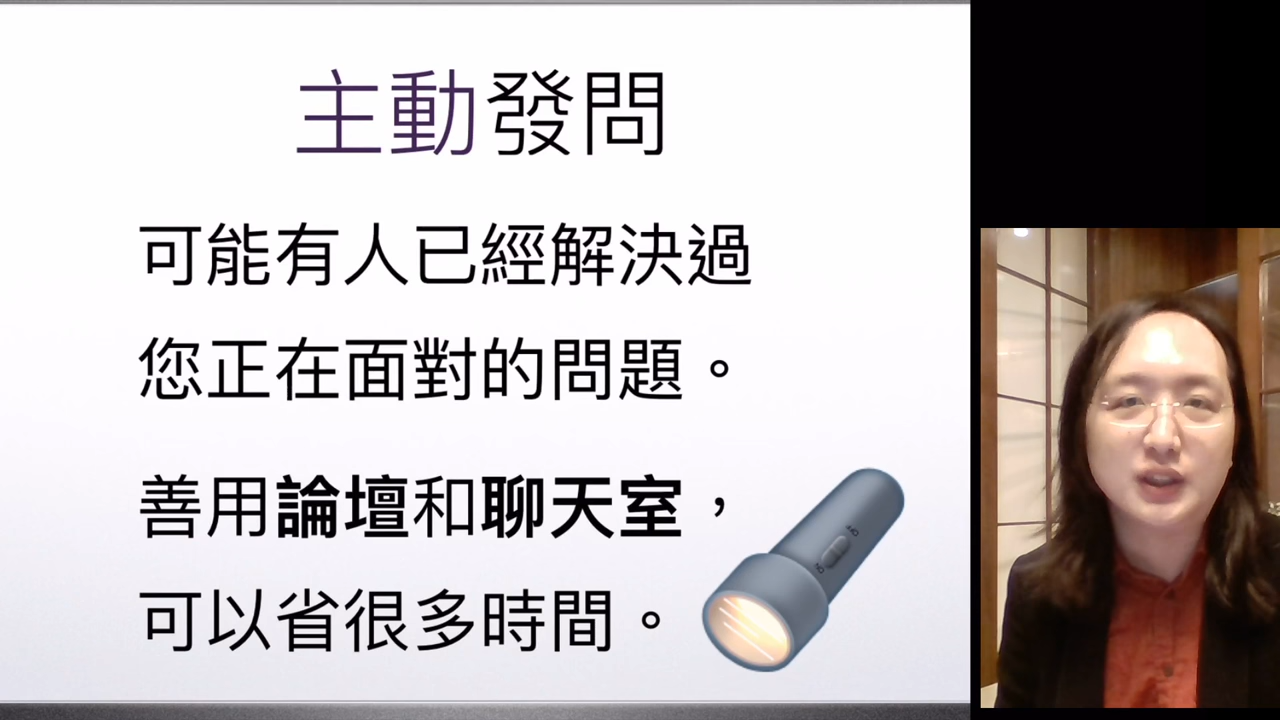 主動發問
可能有人已經解決過
您正在面對的問題。
善用論壇和聊天室，
可以省很多時間。